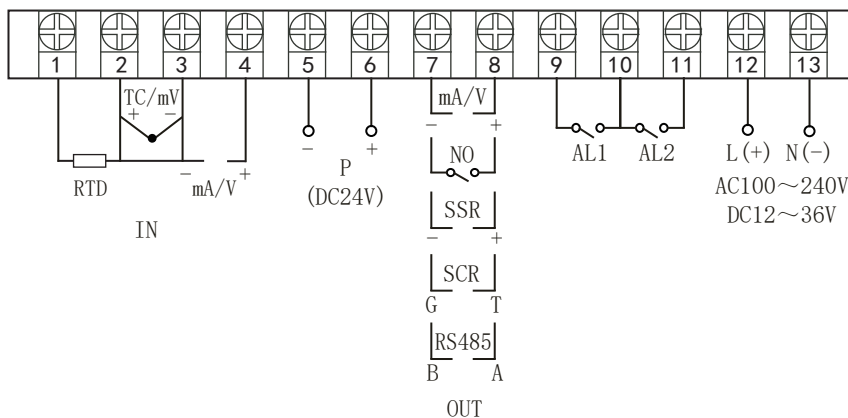 1 2 3 4 5 6 7 8 9 10 11 12 13
TC/mV
+ -
RTD
- mA/V +
IN
- +
P
(DC24V)
mA/V
- +
NO
SSR
- +
SCR
G T
RS485
B A
OUT
AL1 AL2
L(+) N(-)
AC100～240V
DC12～36V